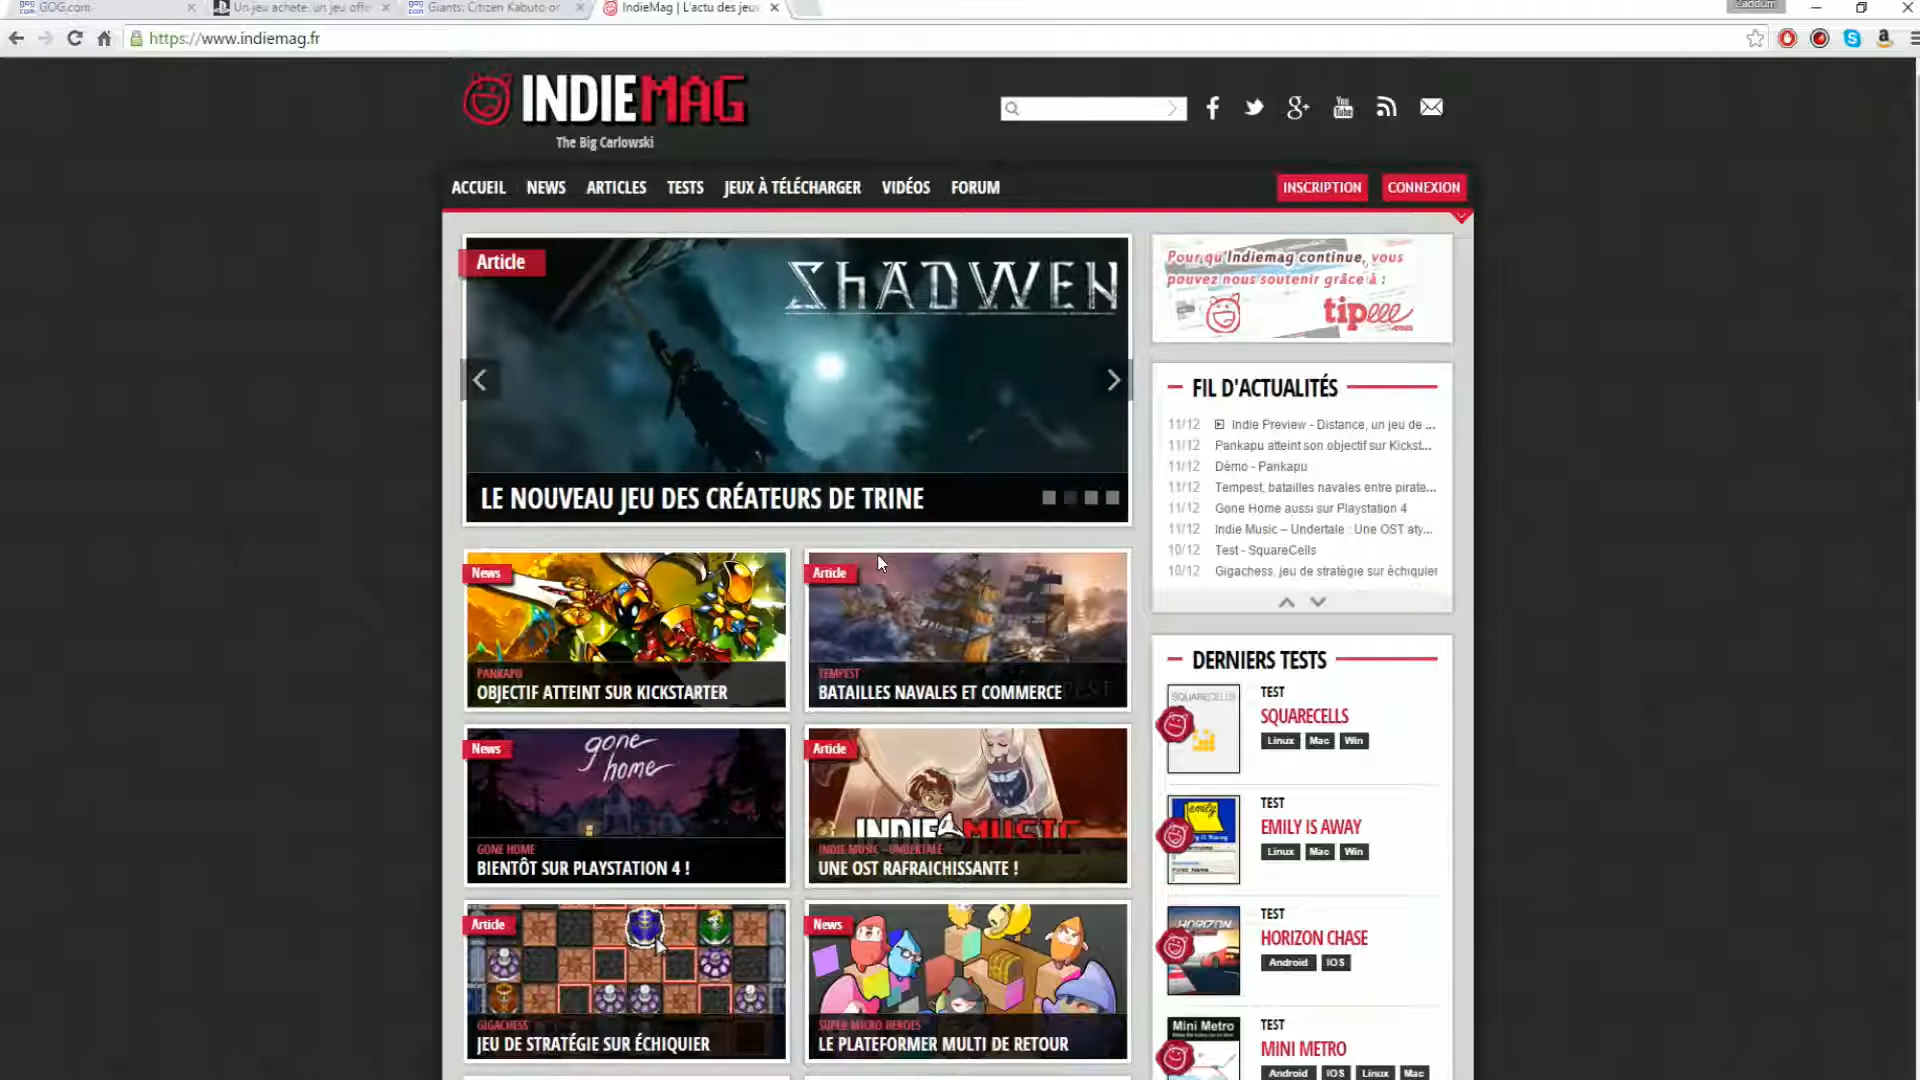 GOG.com
Un jeu acheté: un jeu offe
Giants: Citizen Kabuto on
IndieMag | L'actu des jeux
Zaddum
https://www.indiemag.fr
INDIEMAG
The Big Carlowski
ACCUEIL NEWS ARTICLES TESTS JEUX À TÉLÉCHARGER VIDÉOS FORUM
INSCRIPTION CONNEXION
Article
SHADWEN
LE NOUVEAU JEU DES CRÉATEURS DE TRINE
News
PANKAPU
OBJECTIF ATTEINT SUR KICKSTARTER
Article
TEMPEST
BATAILLES NAVALES ET COMMERCE
News
gone
home
GONE HOME
BIENTÔT SUR PLAYSTATION 4 !
Article
INDIE MUSIC
INDIE MUSIC - UNDERTALE
UNE OST RAFRAICHISSANTE !
Article
GIGACHESS
JEU DE STRATÉGIE SUR ÉCHIQUIER
News
SUPER MICRO HEROES
LE PLATEFORMER MULTI DE RETOUR
Pour qu'Indiemag continue, vous
pouvez nous soutenir grâce à :
tipeee
.com
FIL D'ACTUALITÉS
11/12 Indie Preview - Distance, un jeu de ...
11/12 Pankapu atteint son objectif sur Kickst...
11/12 Démo - Pankapu
11/12 Tempest, batailles navales entre pirate...
11/12 Gone Home aussi sur Playstation 4
11/12 Indie Music – Undertale : Une OST aty...
10/12 Test - SquareCells
10/12 Gigachess, jeu de stratégie sur échiquier
DERNIERS TESTS
SQUARECELLS
TEST
SQUARECELLS
Linux Mac Win
emily
TEST
EMILY IS AWAY
Linux Mac Win
HORIZON
TEST
HORIZON CHASE
Android IOS
Mini Metro
TEST
MINI METRO
Android IOS Linux Mac